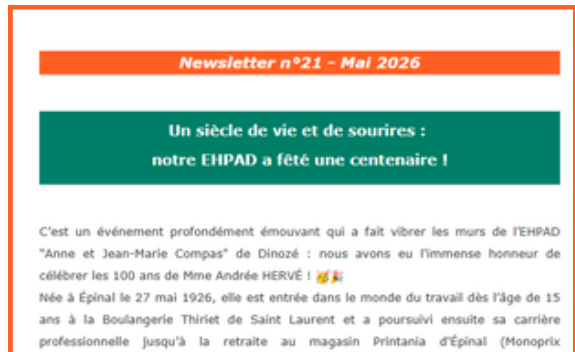 Newsletter n°21 - Mai 2026
Un siècle de vie et de sourires :
notre EHPAD a fêté une centenaire !
C'est un événement profondément émouvant qui a fait vibrer les murs de l'EHPAD
"Anne et Jean-Marie Compas" de Dinozé : nous avons eu l'immense honneur de
célébrer les 100 ans de Mme Andrée HERVÉ ! 🥳🎉
Née à Épinal le 27 mai 1926, elle est entrée dans le monde du travail dès l'âge de 15
ans à la Boulangerie Thiriet de Saint Laurent et a poursuivi ensuite sa carrière
professionnelle jusqu'à la retraite au magasin Printania d'Épinal (Monoprix